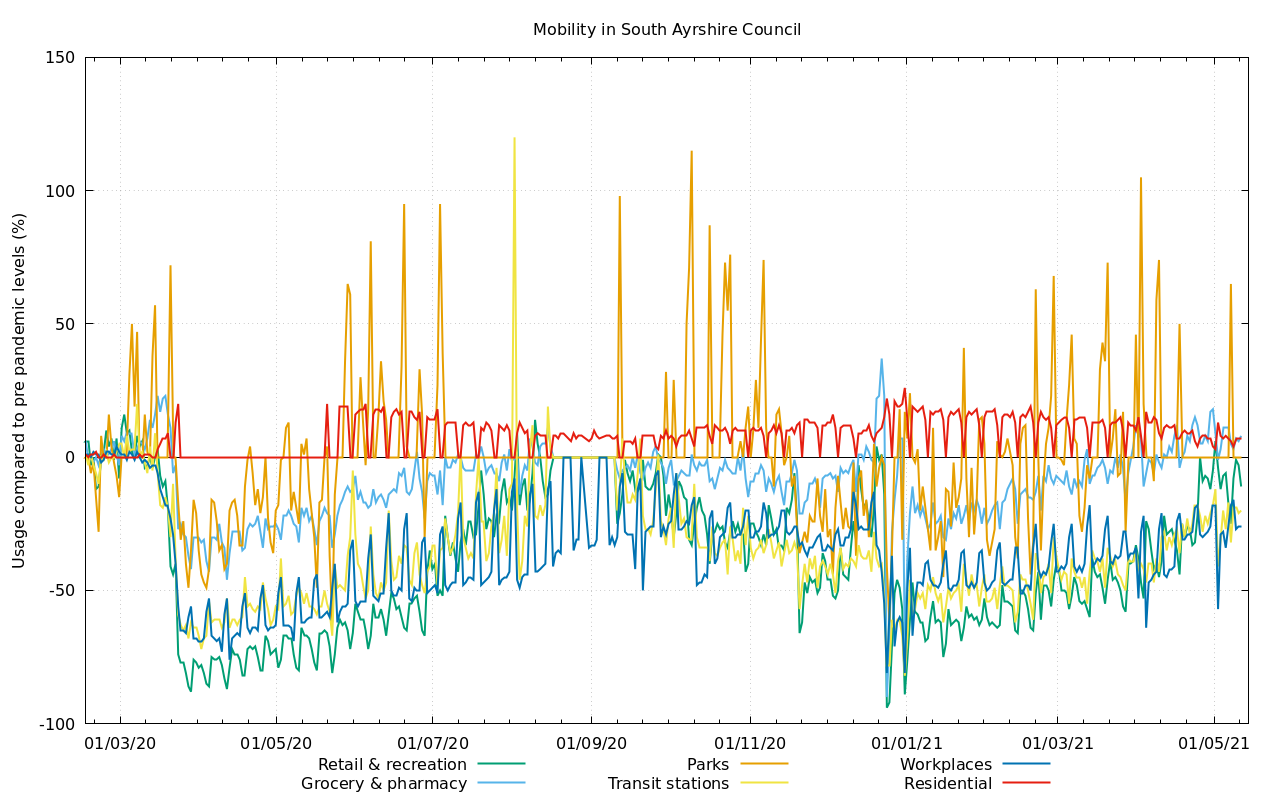 Mobility in South Ayrshire Council
Usage compared to pre pandemic levels (%)
150
100
50
0
-50
-100
01/03/20 01/05/20 01/07/20 01/09/20 01/11/20 01/01/21 01/03/21 01/05/21
Retail & recreation Parks Workplaces
Grocery & pharmacy Transit stations Residential